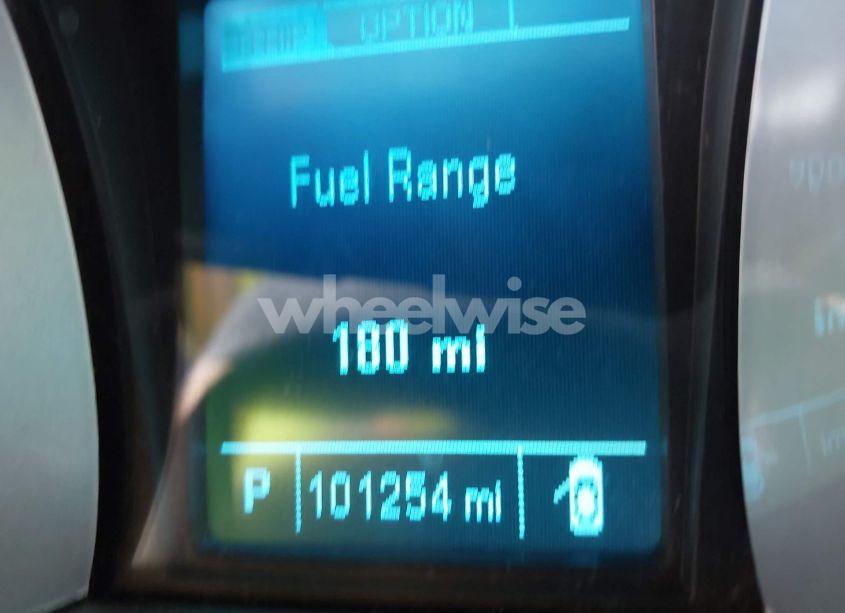 OPTION
Fuel Range
wheelwise
180 mi
P 101254 mi